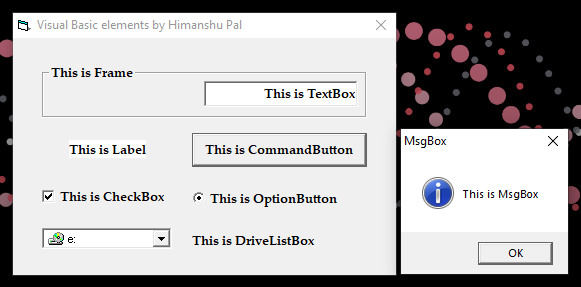 Visual Basic elements by Himanshu Pal
This is Frame
This is TextBox
This is Label
This is CommandButton
This is CheckBox
This is OptionButton
e:
This is DriveListBox
MsgBox
This is MsgBox
OK